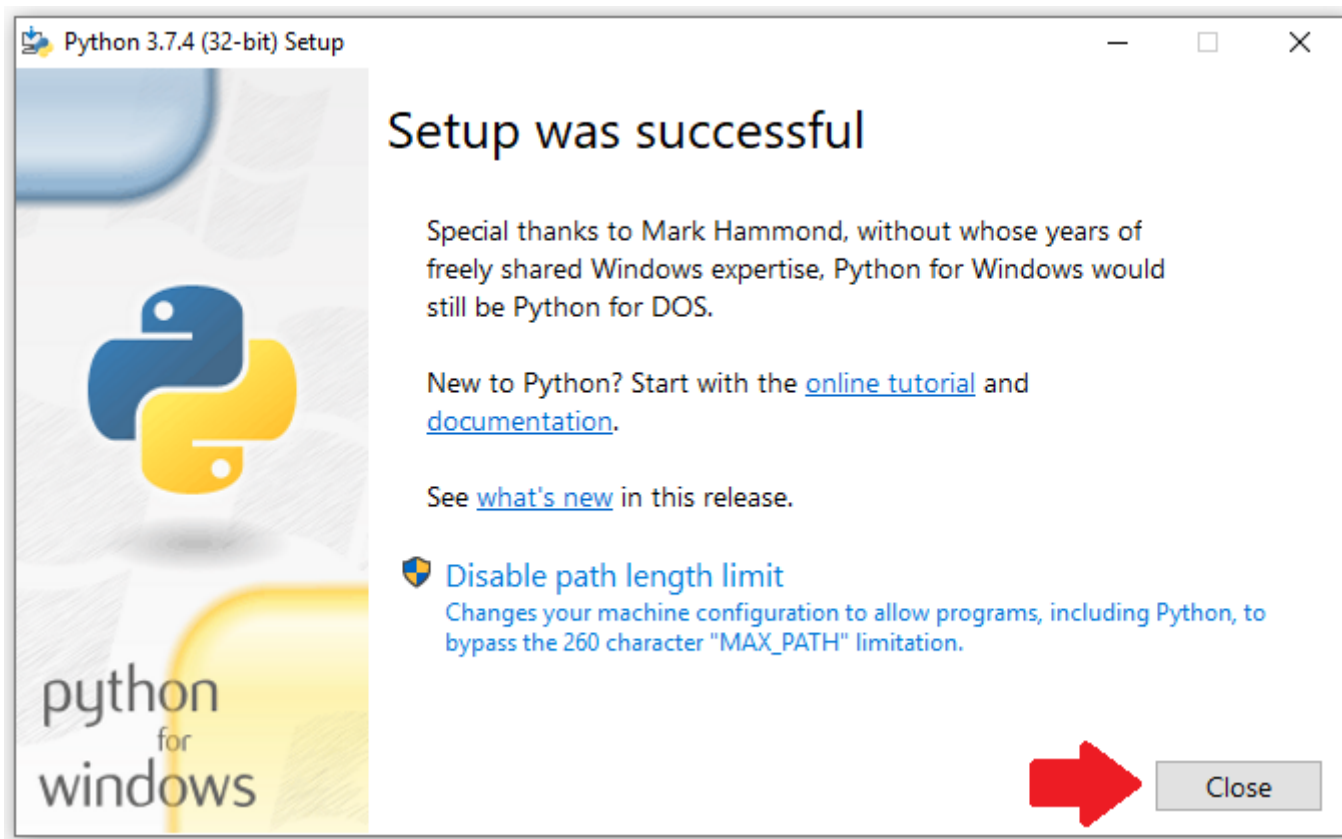 Python 3.7.4 (32-bit) Setup
Setup was successful
Special thanks to Mark Hammond, without whose years of
freely shared Windows expertise, Python for Windows would
still be Python for DOS.
New to Python? Start with the online tutorial and
documentation.
See what's new in this release.
Disable path length limit
Changes your machine configuration to allow programs, including Python, to
bypass the 260 character "MAX_PATH" limitation.
python
for
windows
Close